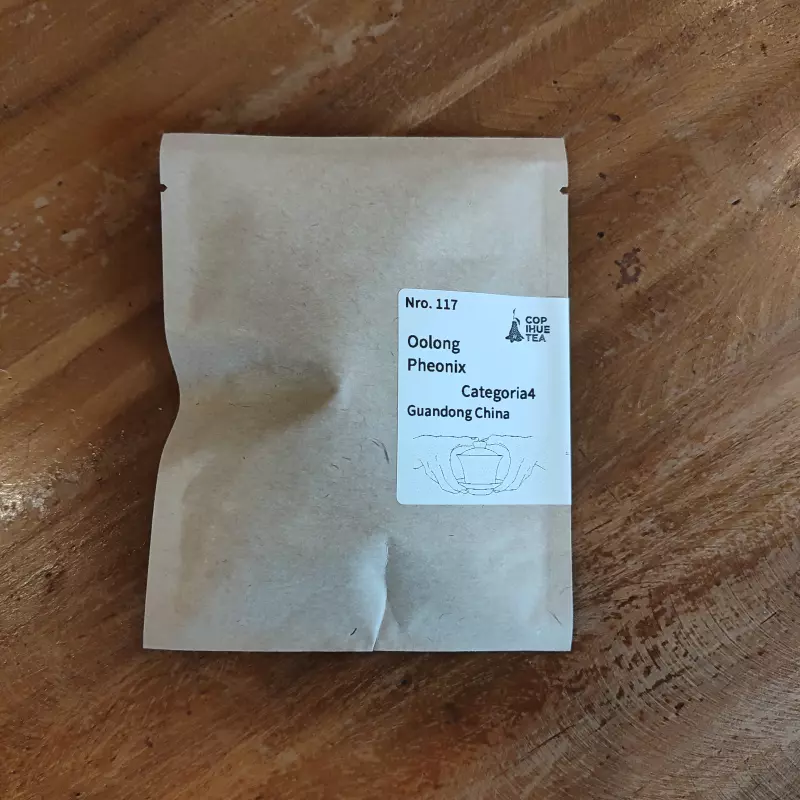 Nro. 117
COP
IHUE
TEA
Oolong
Pheonix
Categoria4
Guandong China